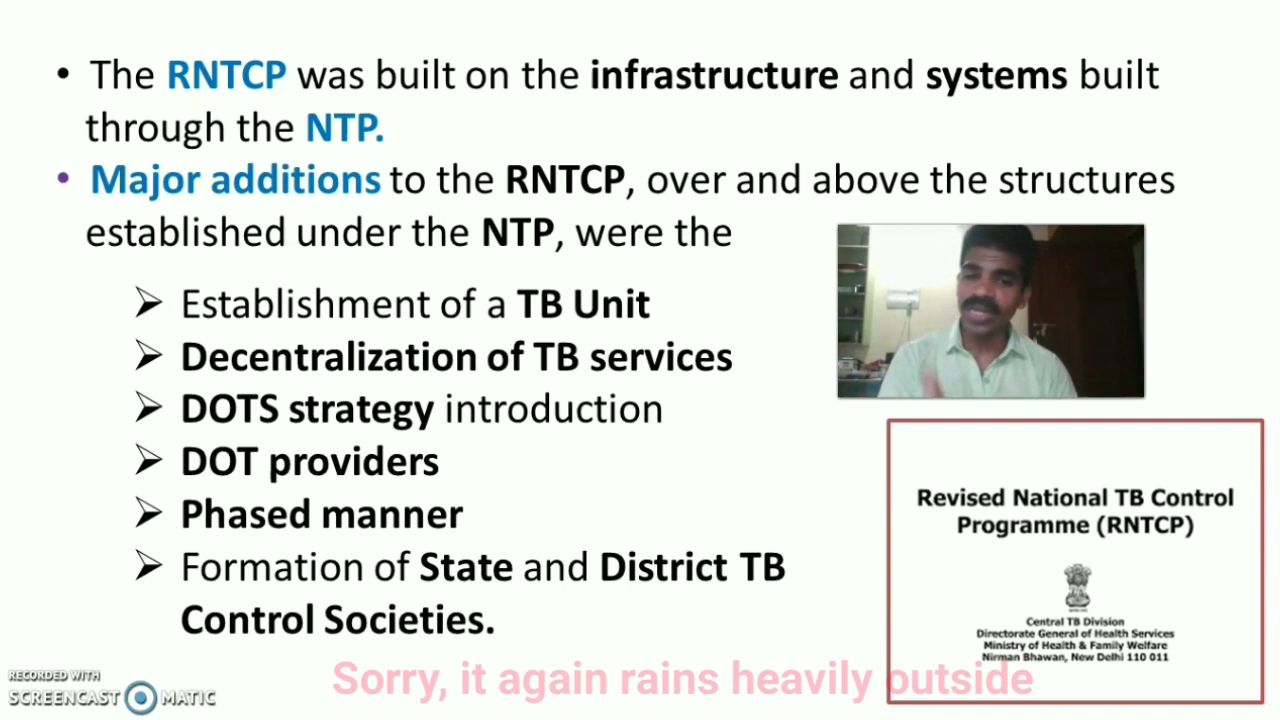 • The RNTCP was built on the infrastructure and systems built
through the NTP.
• Major additions to the RNTCP, over and above the structures
established under the NTP, were the
➢ Establishment of a TB Unit
➢ Decentralization of TB services
➢ DOTS strategy introduction
➢ DOT providers
➢ Phased manner
➢ Formation of State and District TB
Control Societies.
Revised National TB Control
Programme (RNTCP)
Central TB Division
Directorate General of Health Services
Ministry of Health & Family Welfare
Nirman Bhawan, New Delhi 110 011
Sorry, it again rains heavily outside
RECORDED WITH
SCREENCAST MATIC